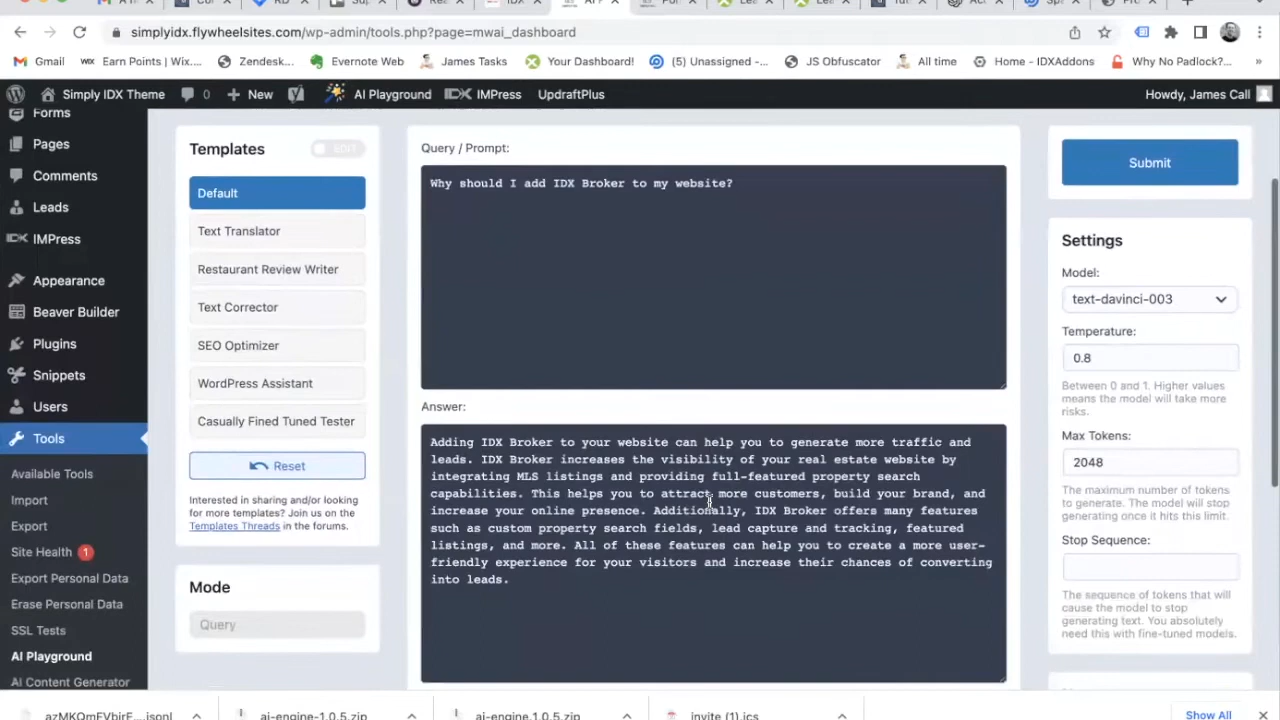 simplyidx.flywheelsites.com/wp-admin/tools.php?page=mwai_dashboard
Gmail
WIX Earn Points | Wix....
Zendesk...
Evernote Web
James Tasks
Your Dashboard!
(5) Unassigned -...
JS Obfuscator
All time
Home - IDXAddons
Why No Padlock?...
»
Simply IDX Theme
0
New
AI Playground
IMPress
UpdraftPlus
Howdy, James Call
Forms
Pages
Comments
Leads
IMPress
Appearance
Beaver Builder
Plugins
Snippets
Users
Tools
Available Tools
Import
Export
Site Health 1
Export Personal Data
Erase Personal Data
SSL Tests
AI Playground
AI Content Generator
Templates
EDIT
Default
Text Translator
Restaurant Review Writer
Text Corrector
SEO Optimizer
WordPress Assistant
Casually Fined Tuned Tester
Reset
Interested in sharing and/or looking
for more templates? Join us on the
Templates Threads in the forums.
Mode
Query
Query / Prompt:
Why should I add IDX Broker to my website?
Answer:
Adding IDX Broker to your website can help you to generate more traffic and
leads. IDX Broker increases the visibility of your real estate website by
integrating MLS listings and providing full-featured property search
capabilities. This helps you to attract more customers, build your brand, and
increase your online presence. Additionally, IDX Broker offers many features
such as custom property search fields, lead capture and tracking, featured
listings, and more. All of these features can help you to create a more user-
friendly experience for your visitors and increase their chances of converting
into leads.
Submit
Settings
Model:
text-davinci-003
Temperature:
0.8
Between 0 and 1. Higher values
means the model will take more
risks.
Max Tokens:
2048
The maximum number of tokens
to generate. The model will stop
generating once it hits this limit.
Stop Sequence:
The sequence of tokens that will
cause the model to stop
generating text. You absolutely
need this with fine-tuned models.
ai-engine-1.0.5.zip
ai-engine.1.0.5.zip
invite (1).ics
Show All